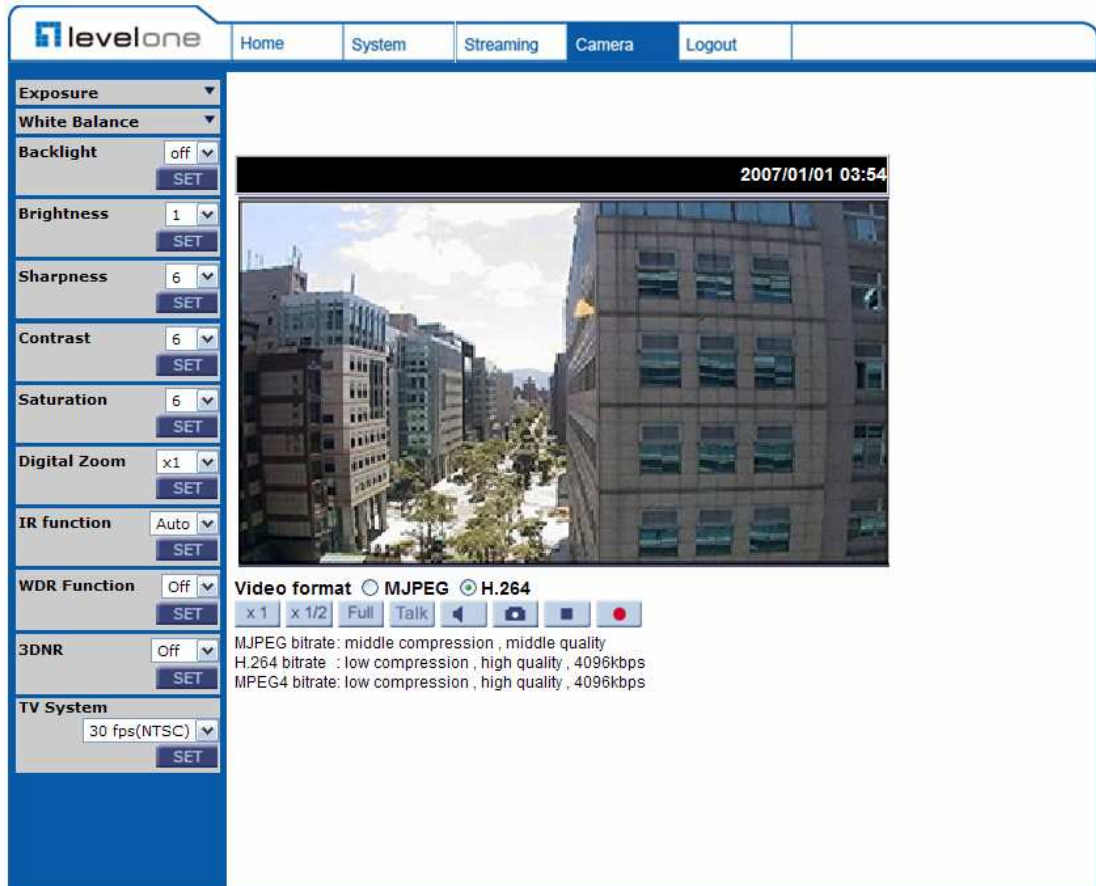 levelone
Home
System
Streaming
Camera
Logout
Exposure
White Balance
Backlight
off
SET
Brightness
1
SET
Sharpness
6
SET
Contrast
6
SET
Saturation
6
SET
Digital Zoom
x1
SET
IR function
Auto
SET
WDR Function
Off
SET
3DNR
Off
SET
TV System
30 fps(NTSC)
SET
2007/01/01 03:54
Video format MJPEG H.264
x 1 x 1/2 Full Talk
MJPEG bitrate: middle compression , middle quality
H.264 bitrate : low compression , high quality , 4096kbps
MPEG4 bitrate: low compression , high quality , 4096kbps